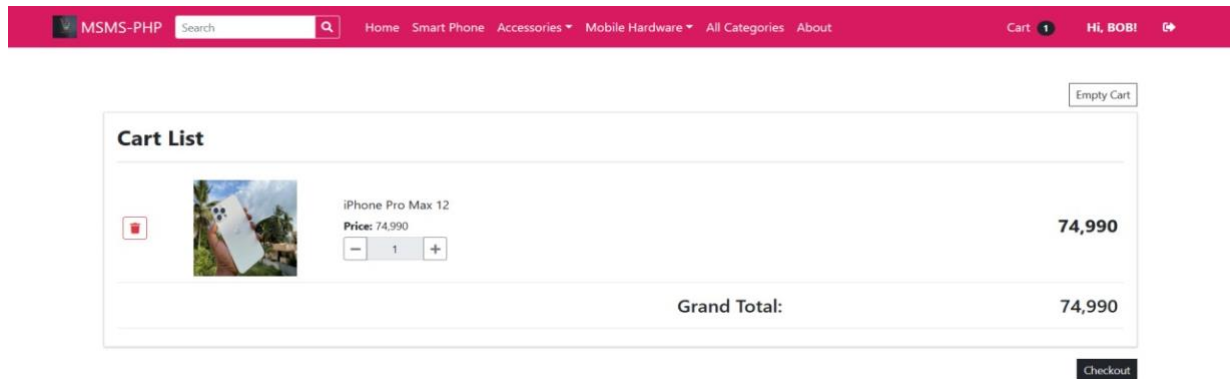 MSMS-PHP Search Home Smart Phone Accessories Mobile Hardware All Categories About Cart 1 Hi, BOB!
Empty Cart
Cart List
iPhone Pro Max 12
Price: 74,990
1
74,990
Grand Total: 74,990
Checkout